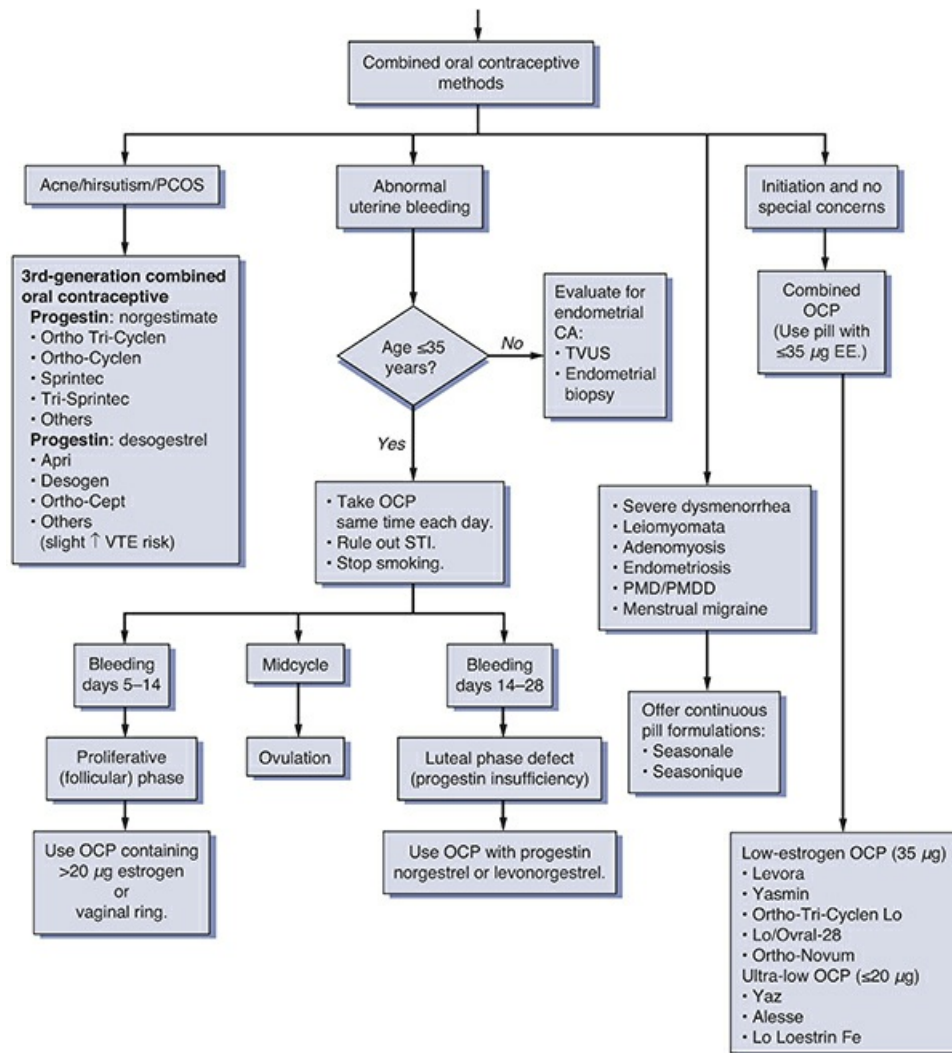 Combined oral contraceptive
methods
Acne/hirsutism/PCOS
Abnormal
uterine bleeding
Initiation and no
special concerns
3rd-generation combined
oral contraceptive
Progestin: norgestimate
• Ortho Tri-Cyclen
• Ortho-Cyclen
• Sprintec
• Tri-Sprintec
• Others
Progestin: desogestrel
• Apri
• Desogen
• Ortho-Cept
• Others
(slight ↑ VTE risk)
Age ≤35
years?
No
Evaluate for
endometrial
CA:
• TVUS
• Endometrial
biopsy
Combined
OCP
(Use pill with
≤35 µg EE.)
Yes
• Take OCP
same time each day.
• Rule out STI.
• Stop smoking.
• Severe dysmenorrhea
• Leiomyomata
• Adenomyosis
• Endometriosis
• PMD/PMDD
• Menstrual migraine
Bleeding
days 5–14
Midcycle
Bleeding
days 14–28
Offer continuous
pill formulations:
• Seasonale
• Seasonique
Proliferative
(follicular) phase
Ovulation
Luteal phase defect
(progestin insufficiency)
Use OCP containing
>20 µg estrogen
or
vaginal ring.
Use OCP with progestin
norgestrel or levonorgestrel.
Low-estrogen OCP (35 µg)
• Levora
• Yasmin
• Ortho-Tri-Cyclen Lo
• Lo/Ovral-28
• Ortho-Novum
Ultra-low OCP (≤20 µg)
• Yaz
• Alesse
• Lo Loestrin Fe